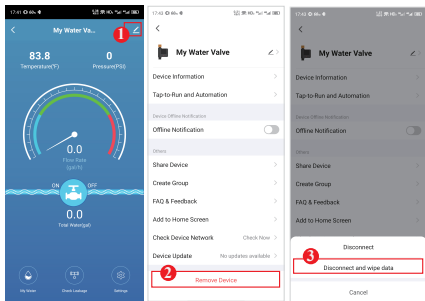 17:41
My Water Va...
1
83.8
Temperature(°F)
0
Pressure(PSI)
0.0
Flow Rate
(gal/h)
ON
OFF
0.0
Total Water(gal)
My Water
Check Leakage
Settings
17:42
My Water Valve
Device Information
Tap-to-Run and Automation
Device Offline Notification
Offline Notification
Others
Share Device
Create Group
FAQ & Feedback
Add to Home Screen
Check Device Network
Check Now
Device Update
No updates available
2
Remove Device
17:42
My Water Valve
Device Information
Tap-to-Run and Automation
Device Offline Notification
Offline Notification
Others
Share Device
Create Group
FAQ & Feedback
Add to Home Screen
Disconnect
3
Disconnect and wipe data
Cancel